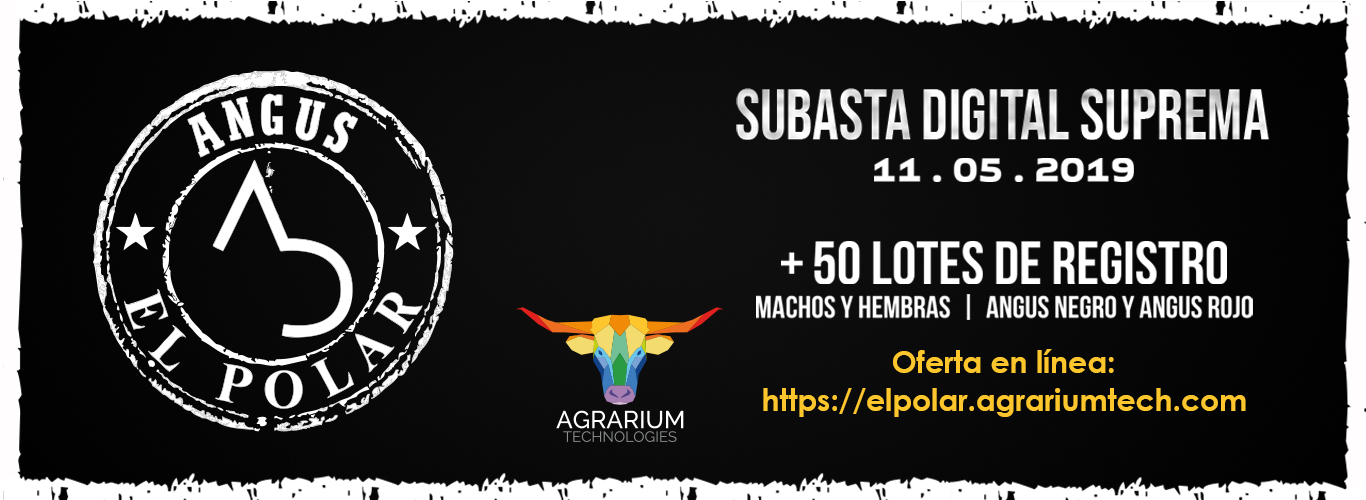 ANGUS
EL POLAR
SUBASTA DIGITAL SUPREMA
11 . 05 . 2019
+ 50 LOTES DE REGISTRO
MACHOS Y HEMBRAS | ANGUS NEGRO Y ANGUS ROJO
Oferta en línea:
https://elpolar.agrariumtech.com
AGRARIUM
TECHNOLOGIES